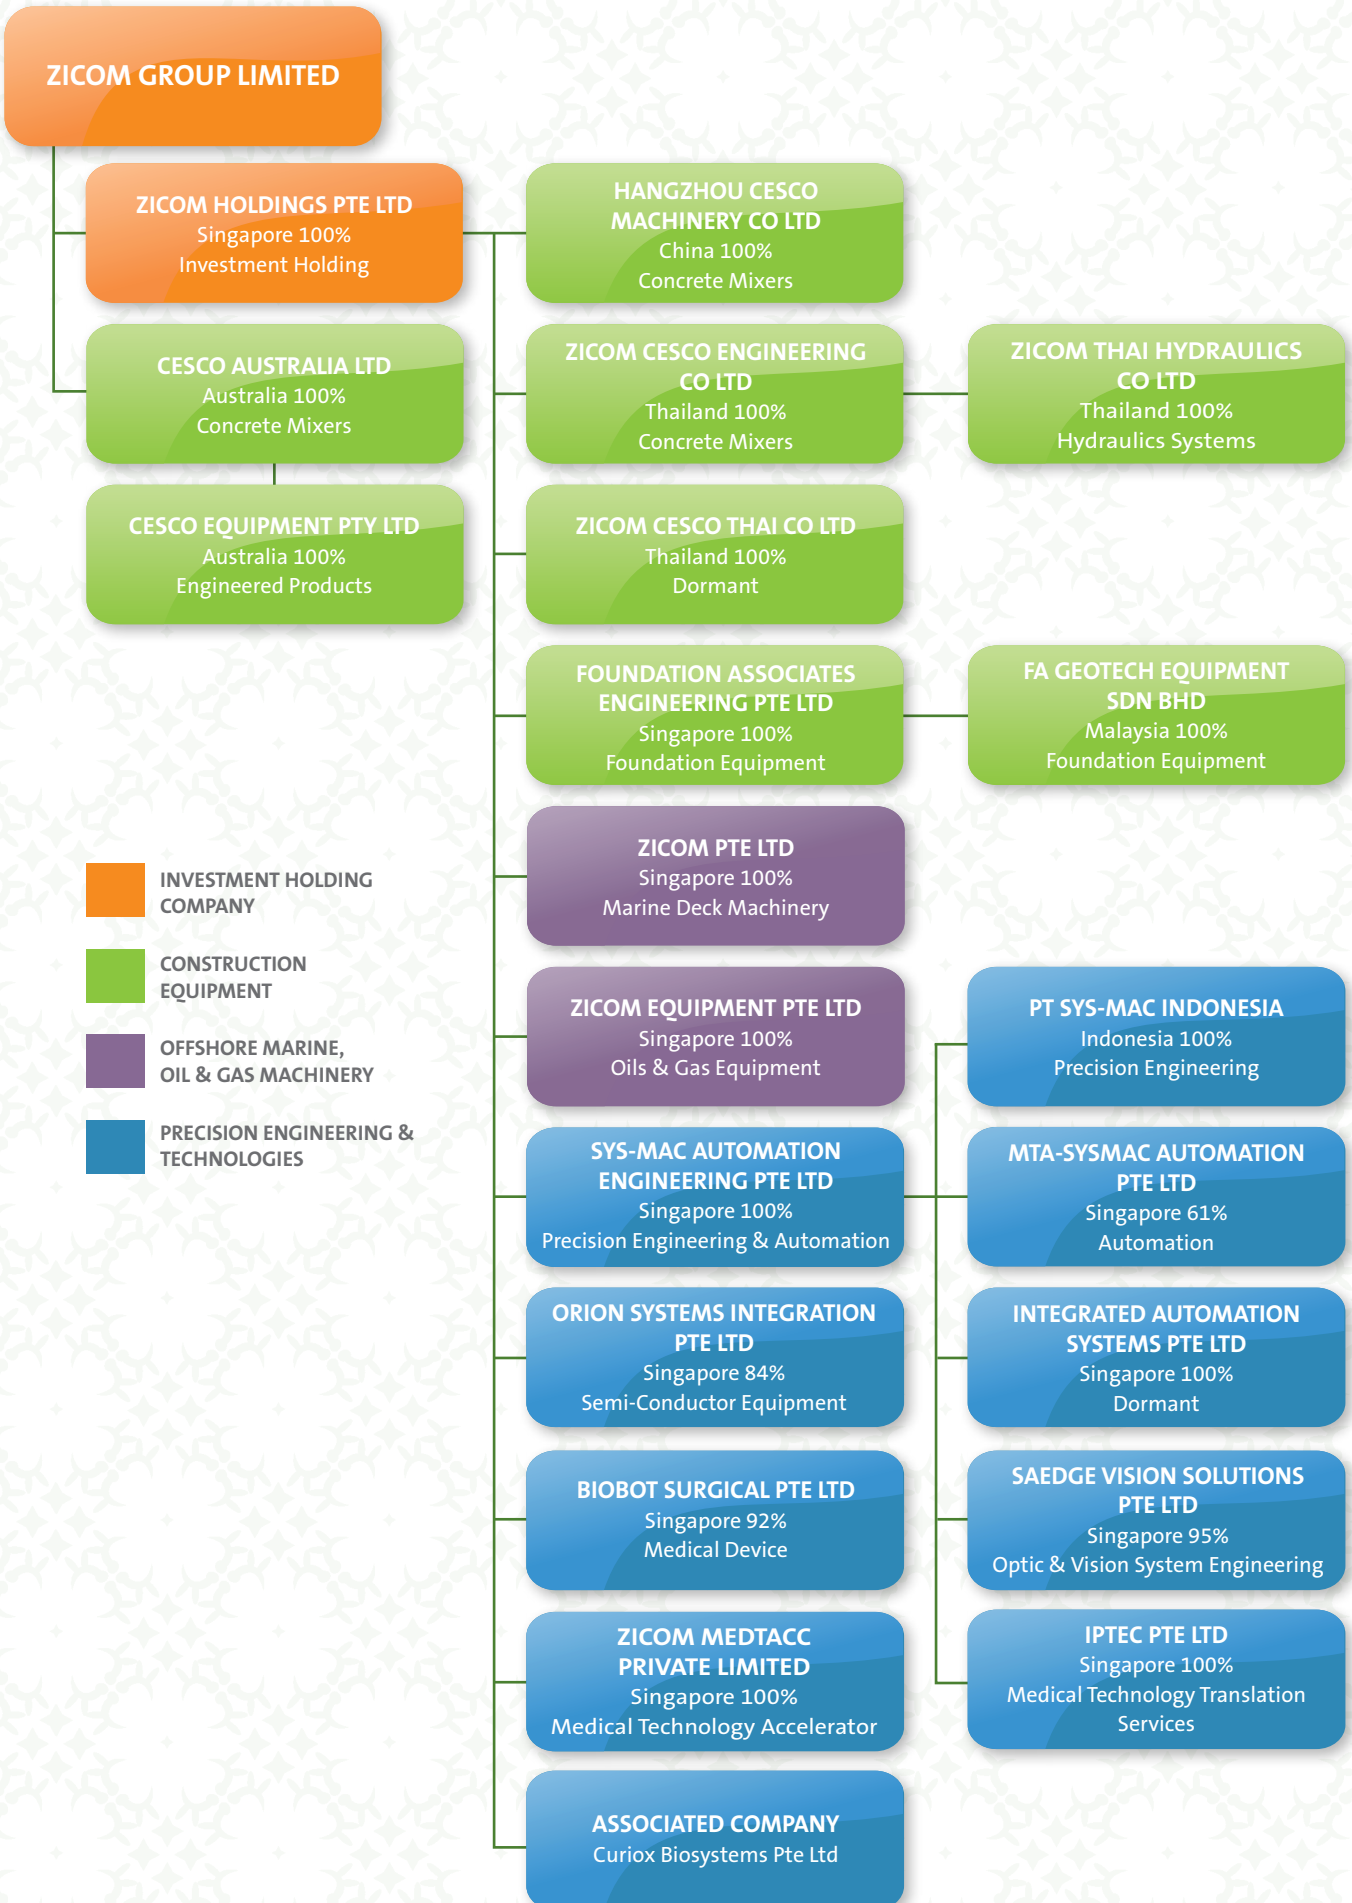 ZICOM GROUP LIMITED
ZICOM HOLDINGS PTE LTD
Singapore 100%
Investment Holding
CESCO AUSTRALIA LTD
Australia 100%
Concrete Mixers
CESCO EQUIPMENT PTY LTD
Australia 100%
Engineered Products
HANGZHOU CESCO
MACHINERY CO LTD
China 100%
Concrete Mixers
ZICOM CESCO ENGINEERING
CO LTD
Thailand 100%
Concrete Mixers
ZICOM THAI HYDRAULICS
CO LTD
Thailand 100%
Hydraulics Systems
ZICOM CESCO THAI CO LTD
Thailand 100%
Dormant
FOUNDATION ASSOCIATES
ENGINEERING PTE LTD
Singapore 100%
Foundation Equipment
FA GEOTECH EQUIPMENT
SDN BHD
Malaysia 100%
Foundation Equipment
ZICOM PTE LTD
Singapore 100%
Marine Deck Machinery
ZICOM EQUIPMENT PTE LTD
Singapore 100%
Oils & Gas Equipment
SYS-MAC AUTOMATION
ENGINEERING PTE LTD
Singapore 100%
Precision Engineering & Automation
PT SYS-MAC INDONESIA
Indonesia 100%
Precision Engineering
MTA-SYSMAC AUTOMATION
PTE LTD
Singapore 61%
Automation
INTEGRATED AUTOMATION
SYSTEMS PTE LTD
Singapore 100%
Dormant
SAEDGE VISION SOLUTIONS
PTE LTD
Singapore 95%
Optic & Vision System Engineering
IPTEC PTE LTD
Singapore 100%
Medical Technology Translation
Services
ORION SYSTEMS INTEGRATION
PTE LTD
Singapore 84%
Semi-Conductor Equipment
BIOBOT SURGICAL PTE LTD
Singapore 92%
Medical Device
ZICOM MEDTACC
PRIVATE LIMITED
Singapore 100%
Medical Technology Accelerator
ASSOCIATED COMPANY
Curiox Biosystems Pte Ltd
INVESTMENT HOLDING
COMPANY
CONSTRUCTION
EQUIPMENT
OFFSHORE MARINE,
OIL & GAS MACHINERY
PRECISION ENGINEERING &
TECHNOLOGIES